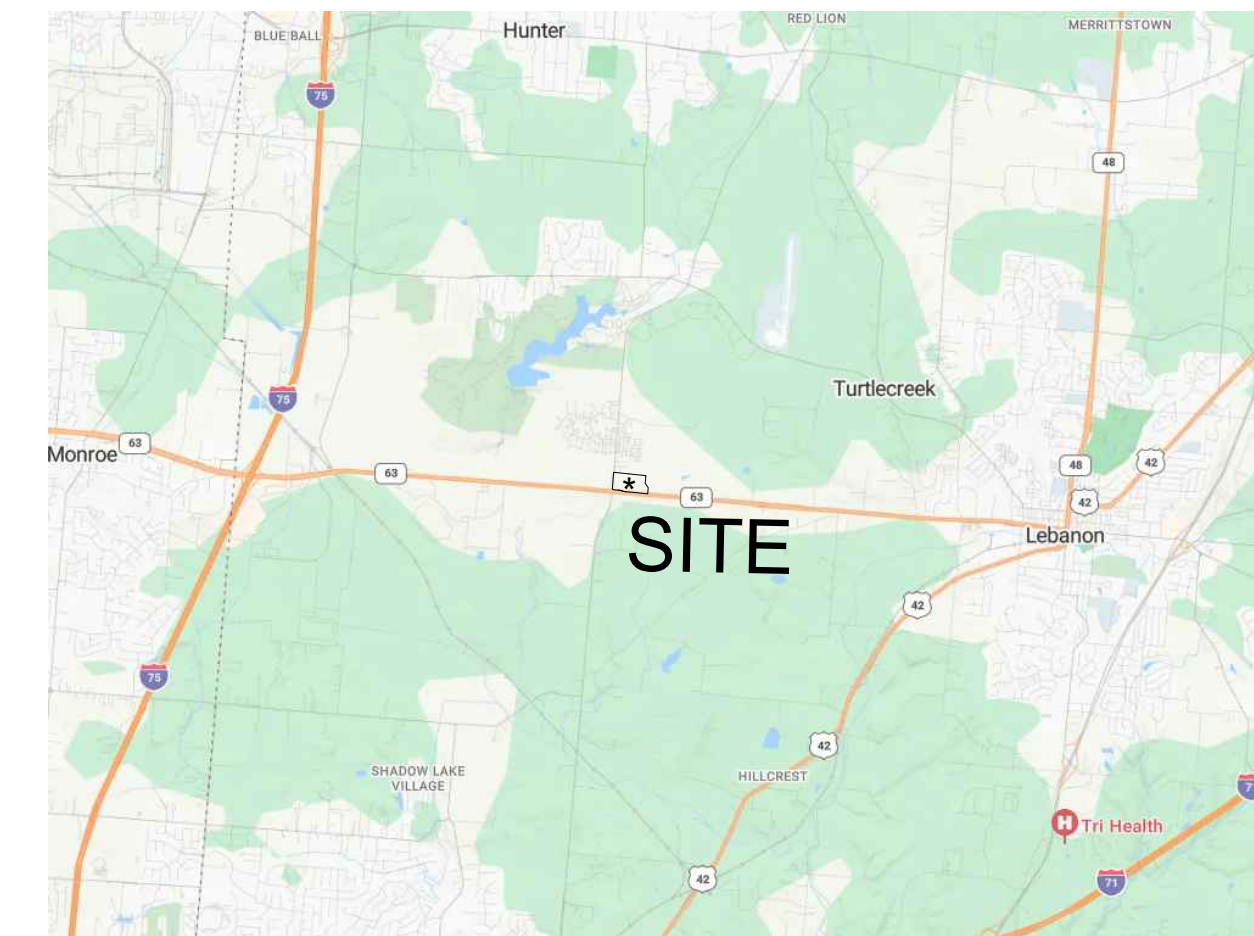 RED LION
MERRITTSTOWN
BLUE BALL
Hunter
75
48
Turtlecreek
75
63
Monroe
63
48
42
*
63
42
SITE
Lebanon
42
75
42
SHADOW LAKE
VILLAGE
HILLCREST
H Tri Health
42
71